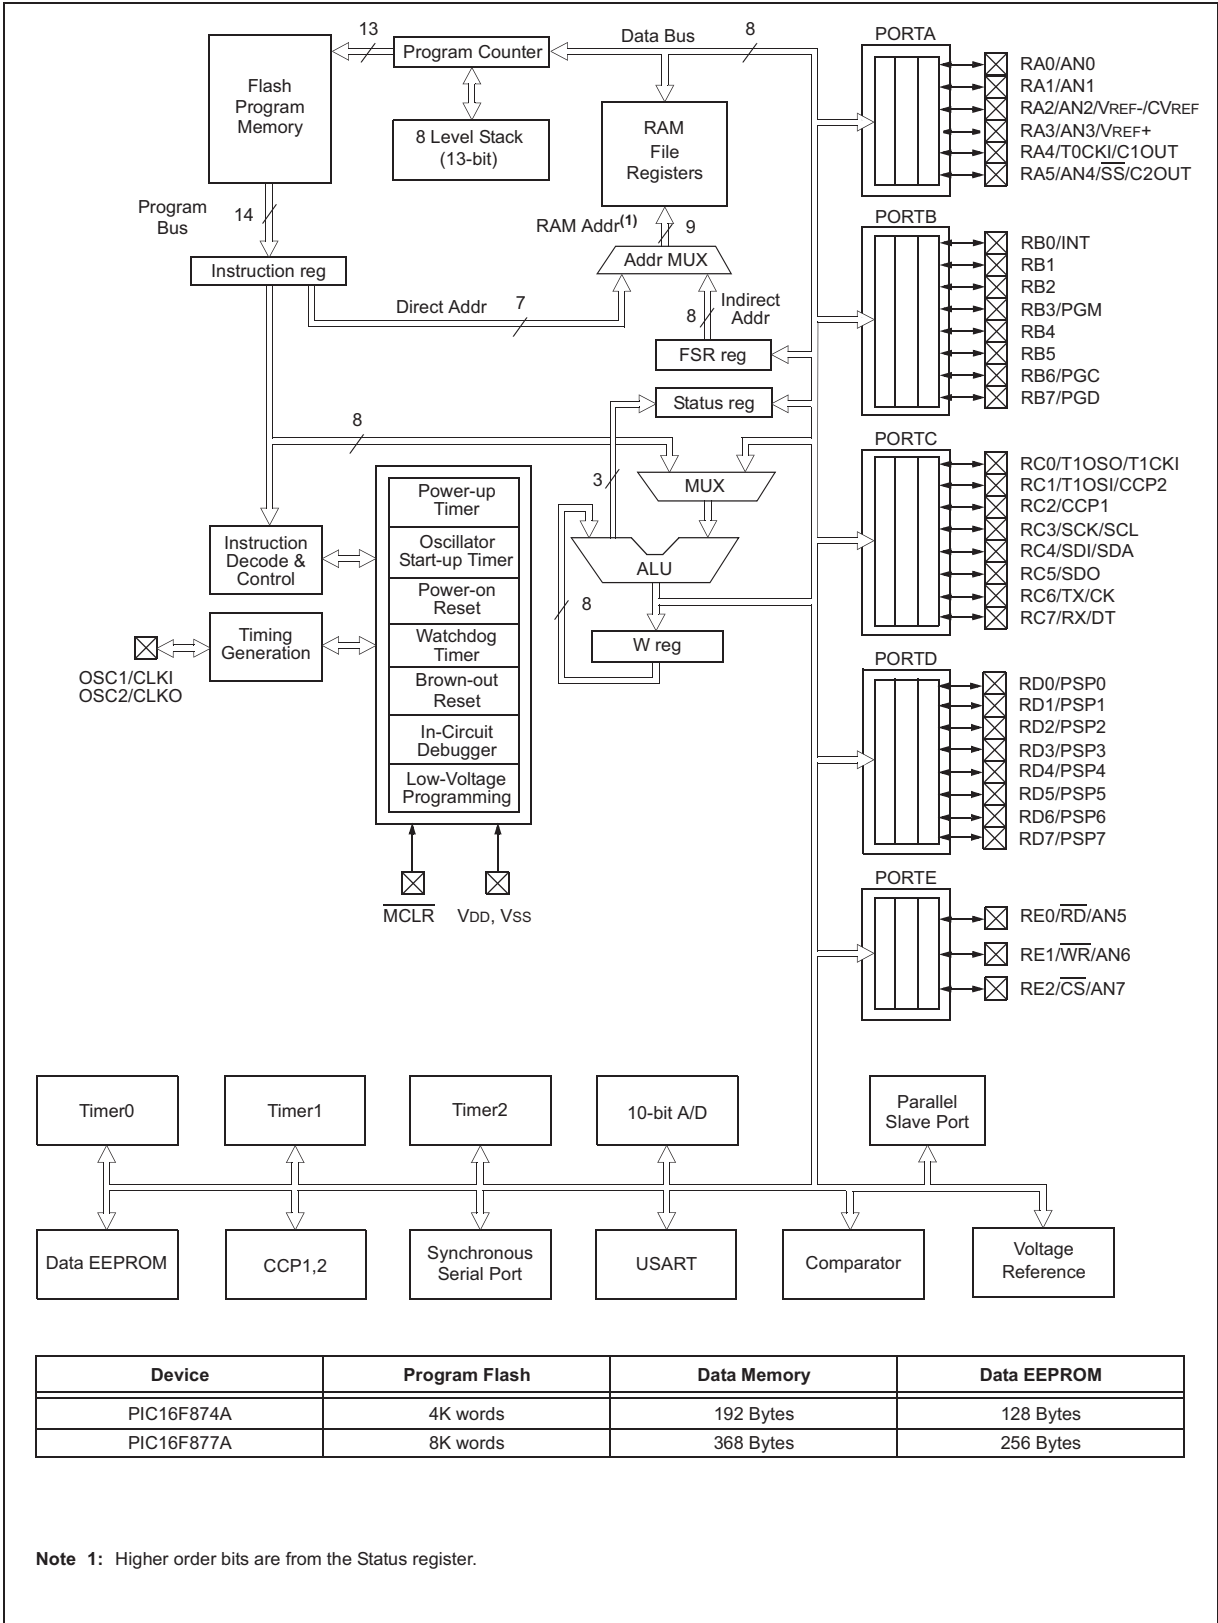 13
Program Counter
Data Bus
8
Flash
Program
Memory
8 Level Stack
(13-bit)
RAM
File
Registers
Program
Bus
14
RAM Addr(1)
9
Addr MUX
Instruction reg
Direct Addr
7
Indirect
Addr
8
FSR reg
Status reg
8
3
MUX
Power-up
Timer
Oscillator
Start-up Timer
Power-on
Reset
Watchdog
Timer
Brown-out
Reset
In-Circuit
Debugger
Low-Voltage
Programming
Instruction
Decode &
Control
ALU
8
W reg
Timing
Generation
OSC1/CLKI
OSC2/CLKO
MCLR
VDD, VSS
PORTA
RA0/AN0
RA1/AN1
RA2/AN2/VREF-/CVREF
RA3/AN3/VREF+
RA4/T0CKI/C1OUT
RA5/AN4/SS/C2OUT
PORTB
RB0/INT
RB1
RB2
RB3/PGM
RB4
RB5
RB6/PGC
RB7/PGD
PORTC
RC0/T1OSO/T1CKI
RC1/T1OSI/CCP2
RC2/CCP1
RC3/SCK/SCL
RC4/SDI/SDA
RC5/SDO
RC6/TX/CK
RC7/RX/DT
PORTD
RD0/PSP0
RD1/PSP1
RD2/PSP2
RD3/PSP3
RD4/PSP4
RD5/PSP5
RD6/PSP6
RD7/PSP7
PORTE
RE0/RD/AN5
RE1/WR/AN6
RE2/CS/AN7
Timer0
Timer1
Timer2
10-bit A/D
Parallel
Slave Port
Data EEPROM
CCP1,2
Synchronous
Serial Port
USART
Comparator
Voltage
Reference
Device Program Flash Data Memory Data EEPROM
PIC16F874A 4K words 192 Bytes 128 Bytes
PIC16F877A 8K words 368 Bytes 256 Bytes
Note 1: Higher order bits are from the Status register.